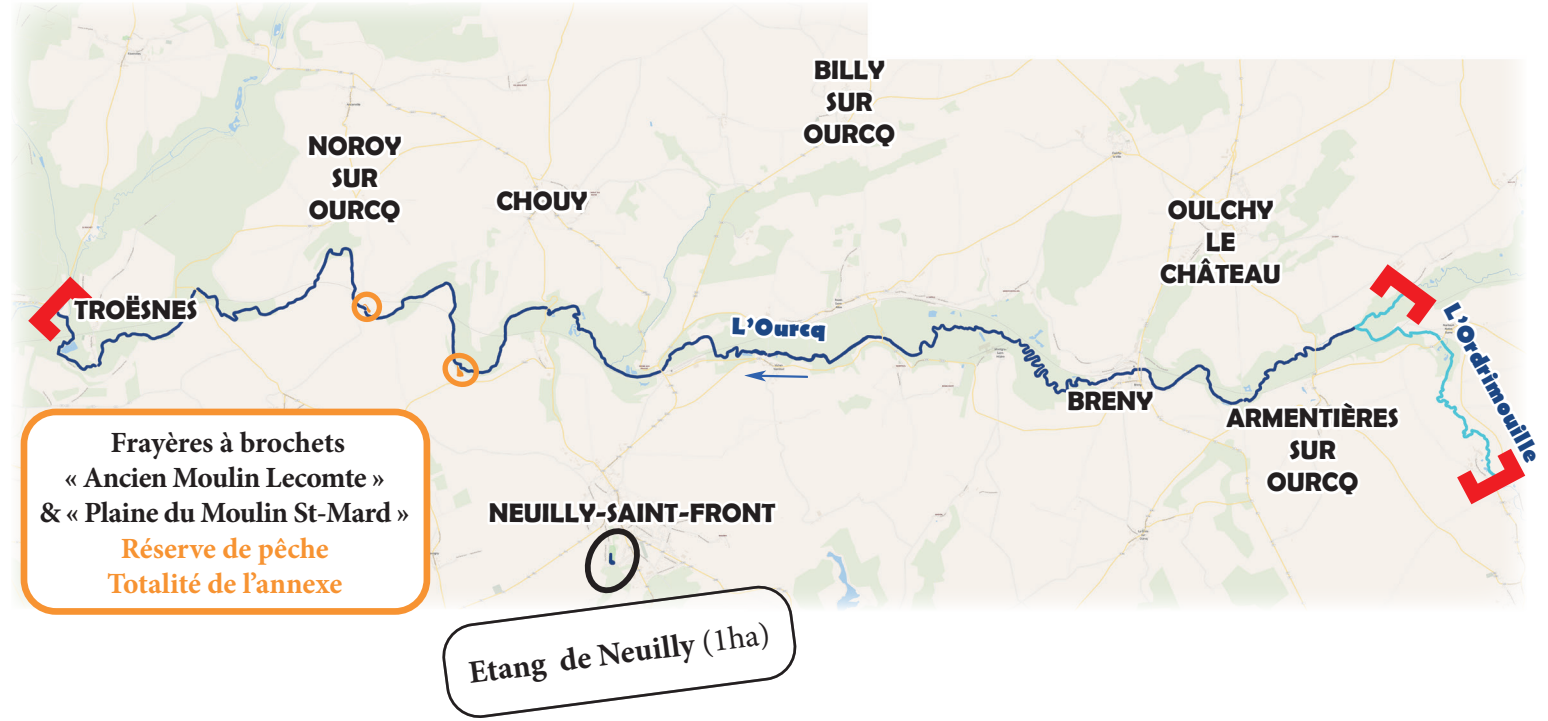 BILLY
SUR
OURCQ
NOROY
SUR
OURCQ
CHOUY
OULCHY
LE
CHÂTEAU
TROËSNES
L'Ourcq
L'Ordrimouille
BRENY
ARMENTIÈRES
SUR
OURCQ
Frayères à brochets
« Ancien Moulin Lecomte »
& « Plaine du Moulin St-Mard »
Réserve de pêche
Totalité de l'annexe
NEUILLY-SAINT-FRONT
Etang de Neuilly (1ha)